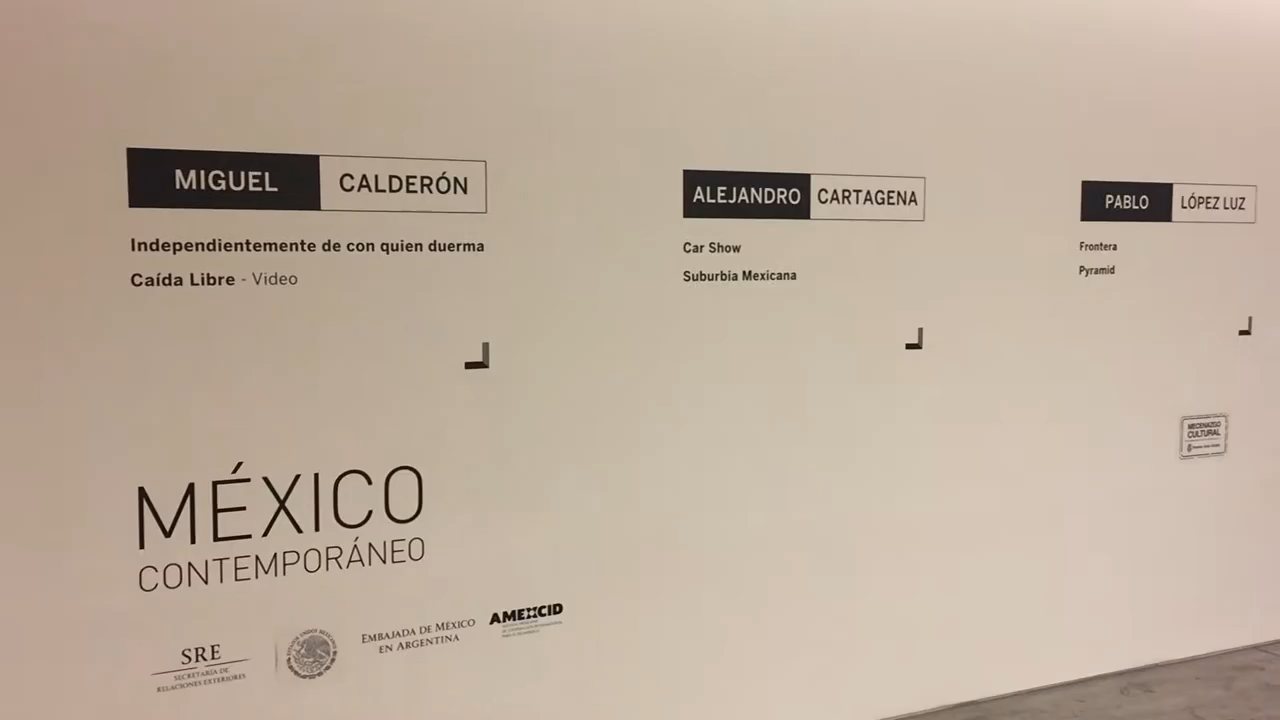 MIGUEL CALDERÓN
Independientemente de con quien duerma
Caída Libre - Video
ALEJANDRO CARTAGENA
Car Show
Suburbia Mexicana
PABLO LÓPEZ LUZ
Frontera
Pyramid
MECENAZGO
CULTURAL
MÉXICO
CONTEMPORÁNEO
SRE
SECRETARÍA DE
RELACIONES EXTERIORES
EMBAJADA DE MÉXICO
EN ARGENTINA
AMEXCID